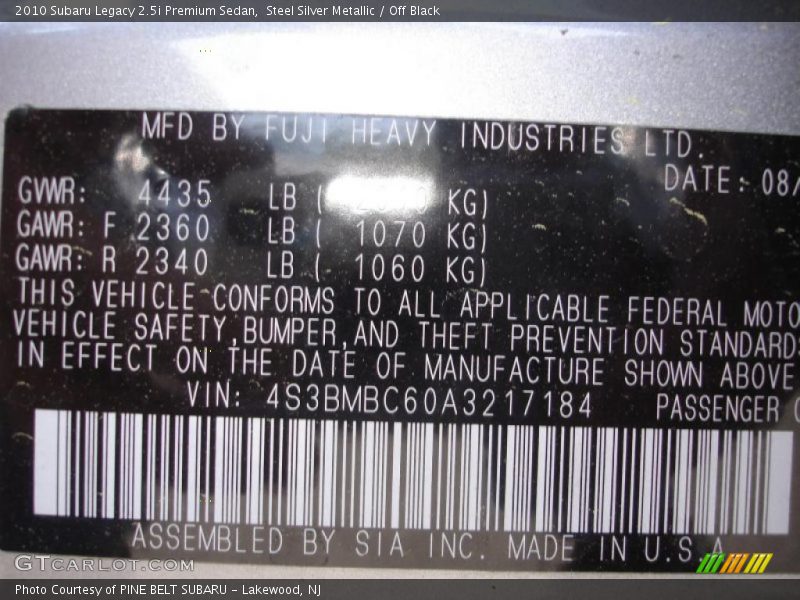 2010 Subaru Legacy 2.5i Premium Sedan,  Steel Silver Metallic / Off Black
MFD BY FUJI HEAVY INDUSTRIES LTD.
DATE: 08/
GVWR: 4435 LB ( KG)
GAWR: F 2360 LB ( 1070 KG)
GAWR: R 2340 LB ( 1060 KG)
THIS VEHICLE CONFORMS TO ALL APPLICABLE FEDERAL MOTO
VEHICLE SAFETY,BUMPER,AND THEFT PREVENTION STANDARDS
IN EFFECT ON THE DATE OF MANUFACTURE SHOWN ABOVE
VIN: 4S3BMBC60A3217184 PASSENGER
ASSEMBLED BY SIA INC. MADE IN U.S.A.
GTCARLOT.COM
Photo Courtesy of PINE BELT SUBARU - Lakewood, NJ